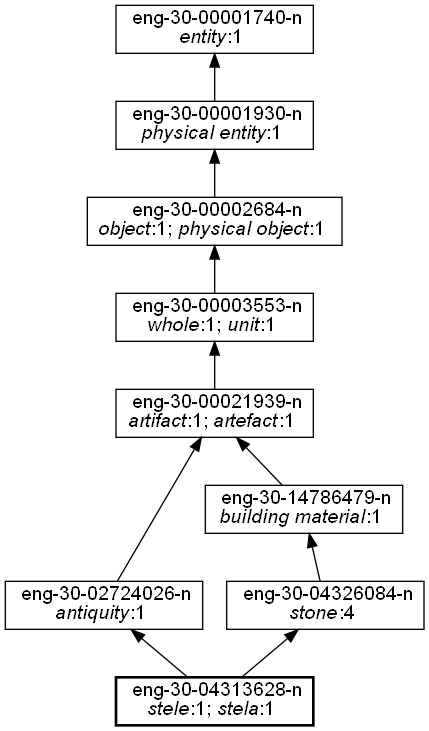 eng-30-00001740-n
entity:1
eng-30-00001930-n
physical entity:1
eng-30-00002684-n
object:1; physical object:1
eng-30-00003553-n
whole:1; unit:1
eng-30-00021939-n
artifact:1; artefact:1
eng-30-14786479-n
building material:1
eng-30-02724026-n
antiquity:1
eng-30-04326084-n
stone:4
eng-30-04313628-n
stele:1; stela:1